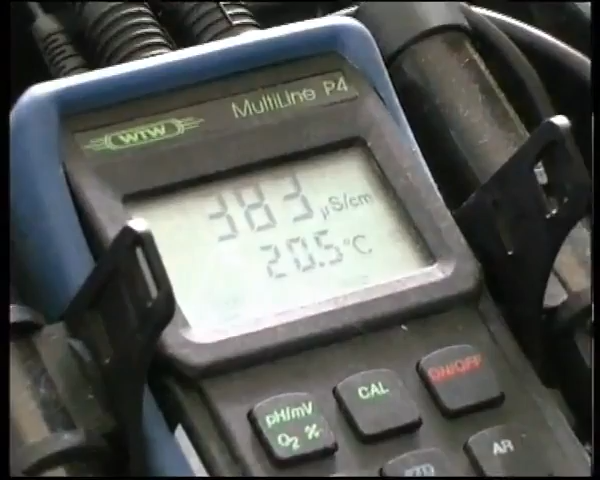 WTW MultiLine P4
383 µS/cm
20.5 °C
ON/OFF
CAL
pH/mV
O2 %
AR